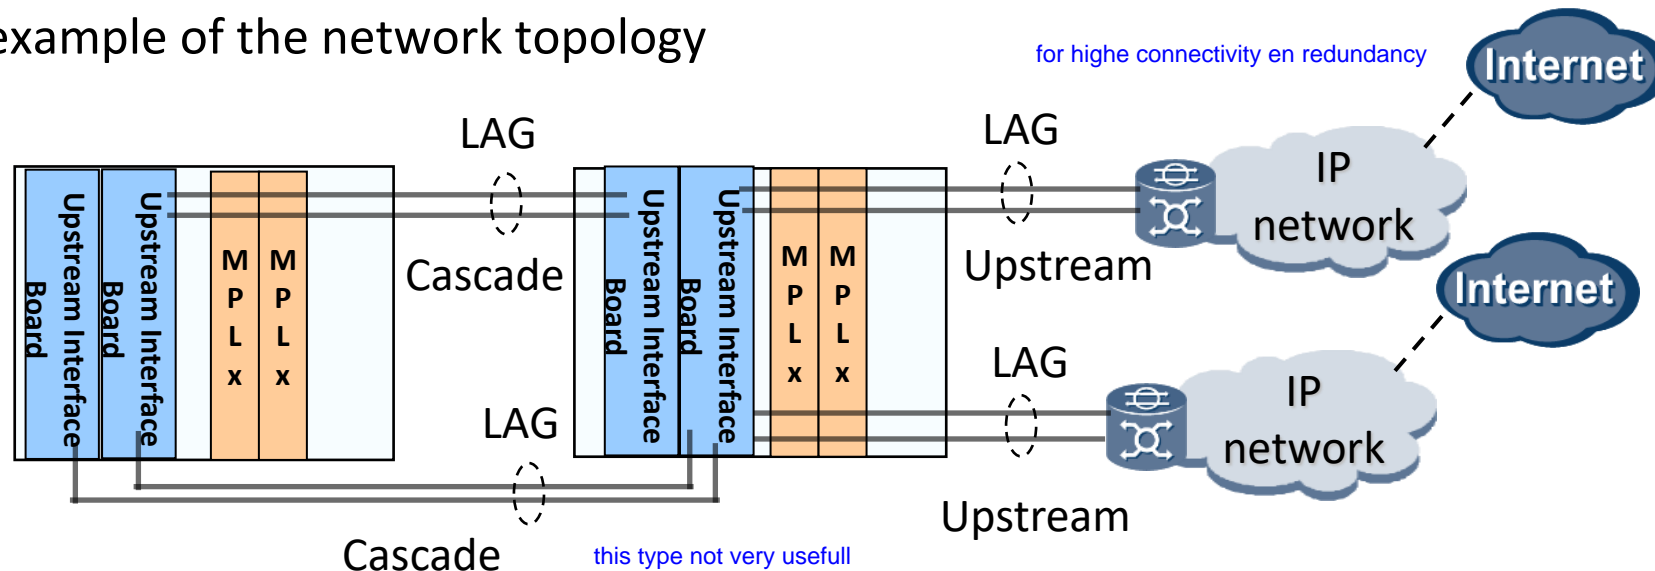 example of the network topology
for highe connectivity en redundancy
Internet
LAG
LAG
IP
network
Upstream Interface
Board
Upstream Interface
Board
M
P
L
x
M
P
L
x
Cascade
Upstream Interface
Board
Upstream Interface
Board
M
P
L
x
M
P
L
x
Upstream
Internet
LAG
LAG
IP
network
Upstream
Cascade
this type not very usefull